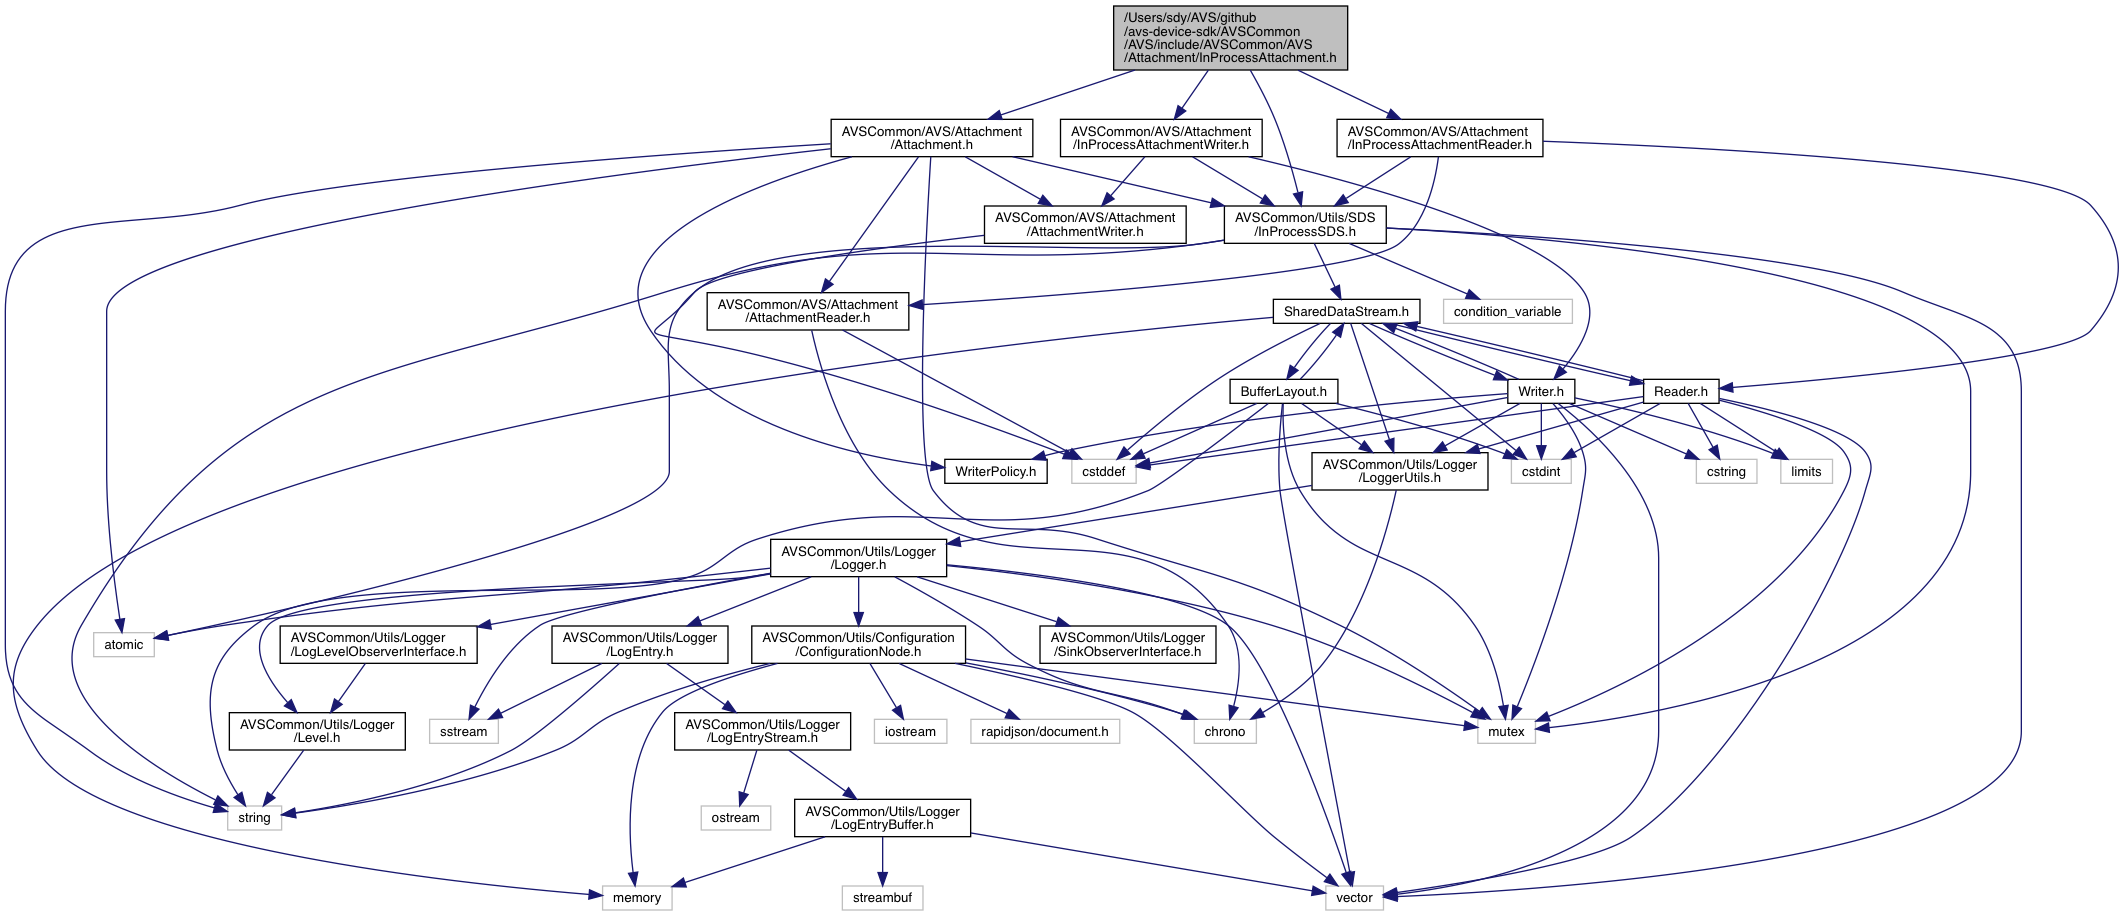 /Users/sdy/AVS/github
/avs-device-sdk/AVSCommon
/AVS/include/AVSCommon/AVS
/Attachment/InProcessAttachment.h
AVSCommon/AVS/Attachment
/Attachment.h
AVSCommon/AVS/Attachment
/InProcessAttachmentWriter.h
AVSCommon/AVS/Attachment
/InProcessAttachmentReader.h
AVSCommon/AVS/Attachment
/AttachmentWriter.h
AVSCommon/Utils/SDS
/InProcessSDS.h
AVSCommon/AVS/Attachment
/AttachmentReader.h
SharedDataStream.h
condition_variable
BufferLayout.h
Writer.h
Reader.h
WriterPolicy.h
cstddef
AVSCommon/Utils/Logger
/LoggerUtils.h
cstdint
cstring
limits
AVSCommon/Utils/Logger
/Logger.h
atomic
AVSCommon/Utils/Logger
/LogLevelObserverInterface.h
AVSCommon/Utils/Logger
/LogEntry.h
AVSCommon/Utils/Configuration
/ConfigurationNode.h
AVSCommon/Utils/Logger
/SinkObserverInterface.h
AVSCommon/Utils/Logger
/Level.h
sstream
AVSCommon/Utils/Logger
/LogEntryStream.h
iostream
rapidjson/document.h
chrono
mutex
string
ostream
AVSCommon/Utils/Logger
/LogEntryBuffer.h
memory
streambuf
vector